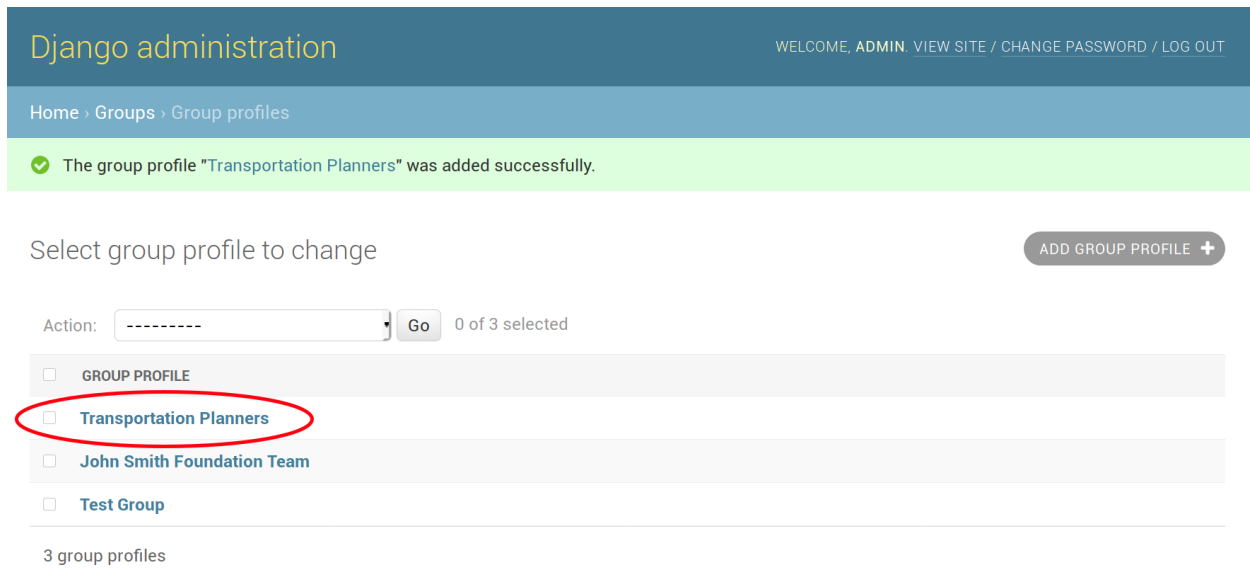 Django administration
WELCOME, ADMIN. VIEW SITE / CHANGE PASSWORD / LOG OUT
Home › Groups › Group profiles
The group profile "Transportation Planners" was added successfully.
Select group profile to change
ADD GROUP PROFILE +
Action: --------- Go 0 of 3 selected
GROUP PROFILE
Transportation Planners
John Smith Foundation Team
Test Group
3 group profiles